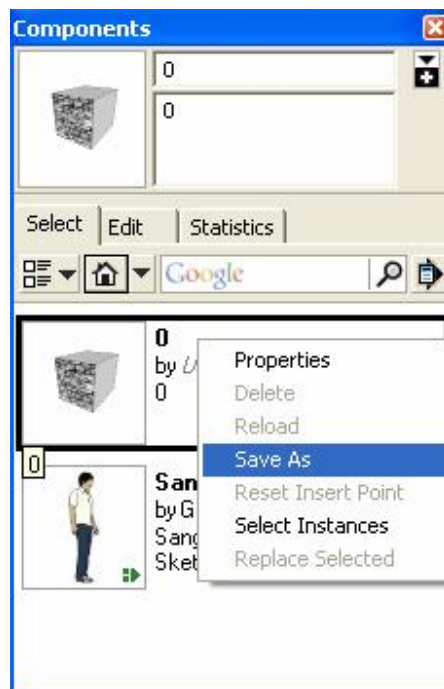 Components
0
0
Select Edit Statistics
Google
0
by U
0
0
San
by G
Sang
Sket
Properties
Delete
Reload
Save As
Reset Insert Point
Select Instances
Replace Selected